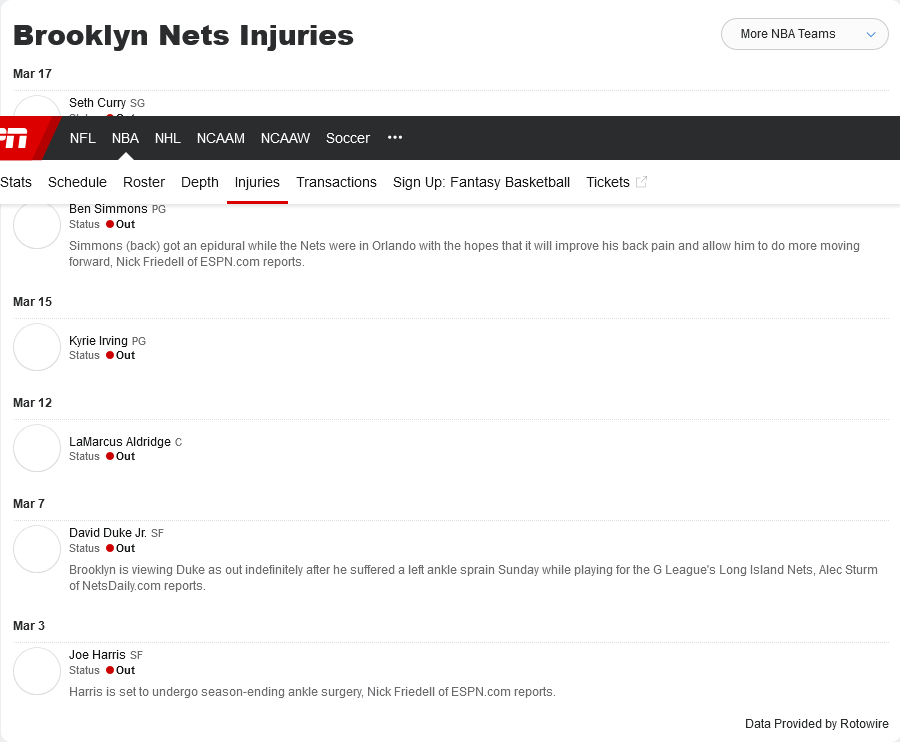 Brooklyn Nets Injuries
More NBA Teams
Mar 17
Seth Curry SG
NFL NBA NHL NCAAM NCAAW Soccer •••
Stats Schedule Roster Depth Injuries Transactions Sign Up: Fantasy Basketball Tickets
Ben Simmons PG
Status Out
Simmons (back) got an epidural while the Nets were in Orlando with the hopes that it will improve his back pain and allow him to do more moving
forward, Nick Friedell of ESPN.com reports.
Mar 15
Kyrie Irving PG
Status Out
Mar 12
LaMarcus Aldridge C
Status Out
Mar 7
David Duke Jr. SF
Status Out
Brooklyn is viewing Duke as out indefinitely after he suffered a left ankle sprain Sunday while playing for the G League's Long Island Nets, Alec Sturm
of NetsDaily.com reports.
Mar 3
Joe Harris SF
Status Out
Harris is set to undergo season-ending ankle surgery, Nick Friedell of ESPN.com reports.
Data Provided by Rotowire